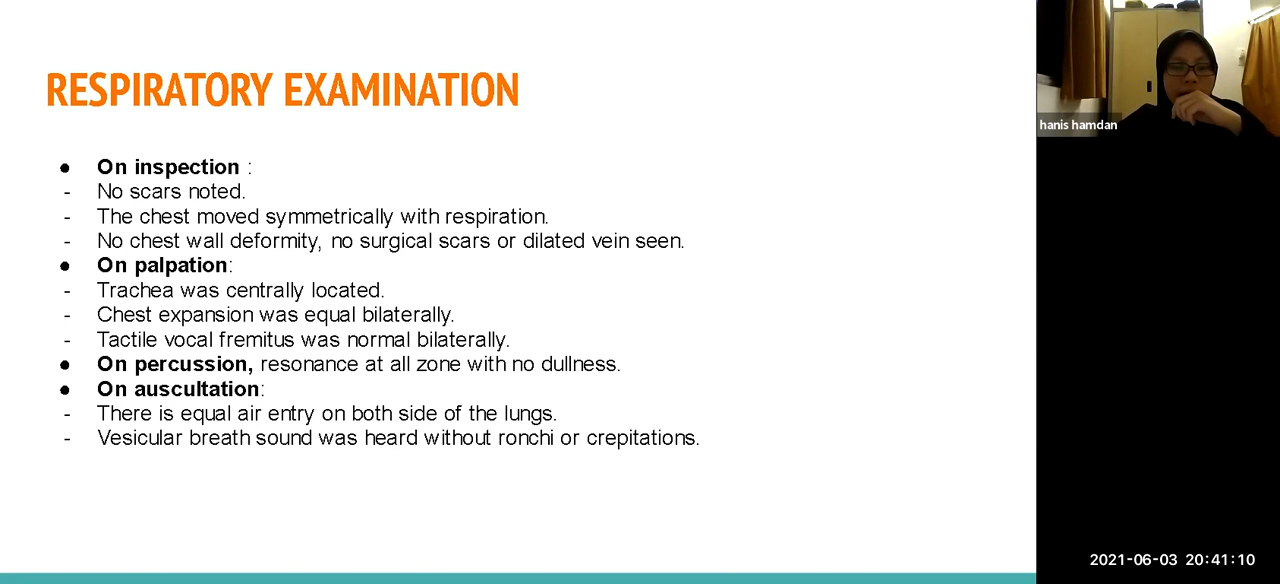 RESPIRATORY EXAMINATION
● On inspection :
- No scars noted.
- The chest moved symmetrically with respiration.
- No chest wall deformity, no surgical scars or dilated vein seen.
● On palpation:
- Trachea was centrally located.
- Chest expansion was equal bilaterally.
- Tactile vocal fremitus was normal bilaterally.
● On percussion, resonance at all zone with no dullness.
● On auscultation:
- There is equal air entry on both side of the lungs.
- Vesicular breath sound was heard without ronchi or crepitations.
hanis hamdan
2021-06-03 20:41:10